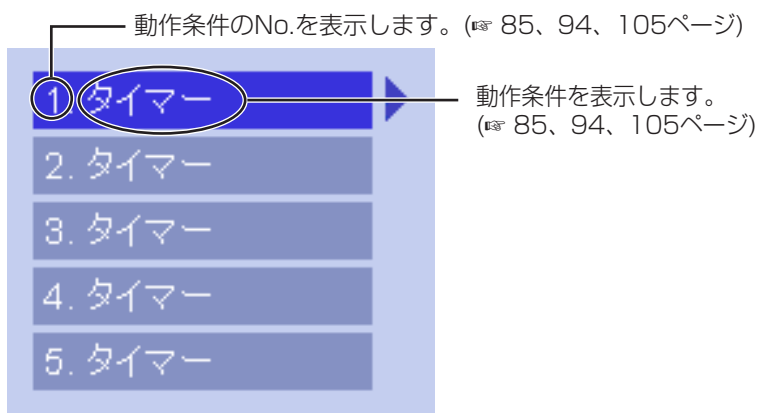 動作条件のNo.を表示します。(☞ 85、94、105ページ)
1. タイマー
動作条件を表示します。
(☞ 85、94、105ページ)
2. タイマー
3. タイマー
4. タイマー
5. タイマー